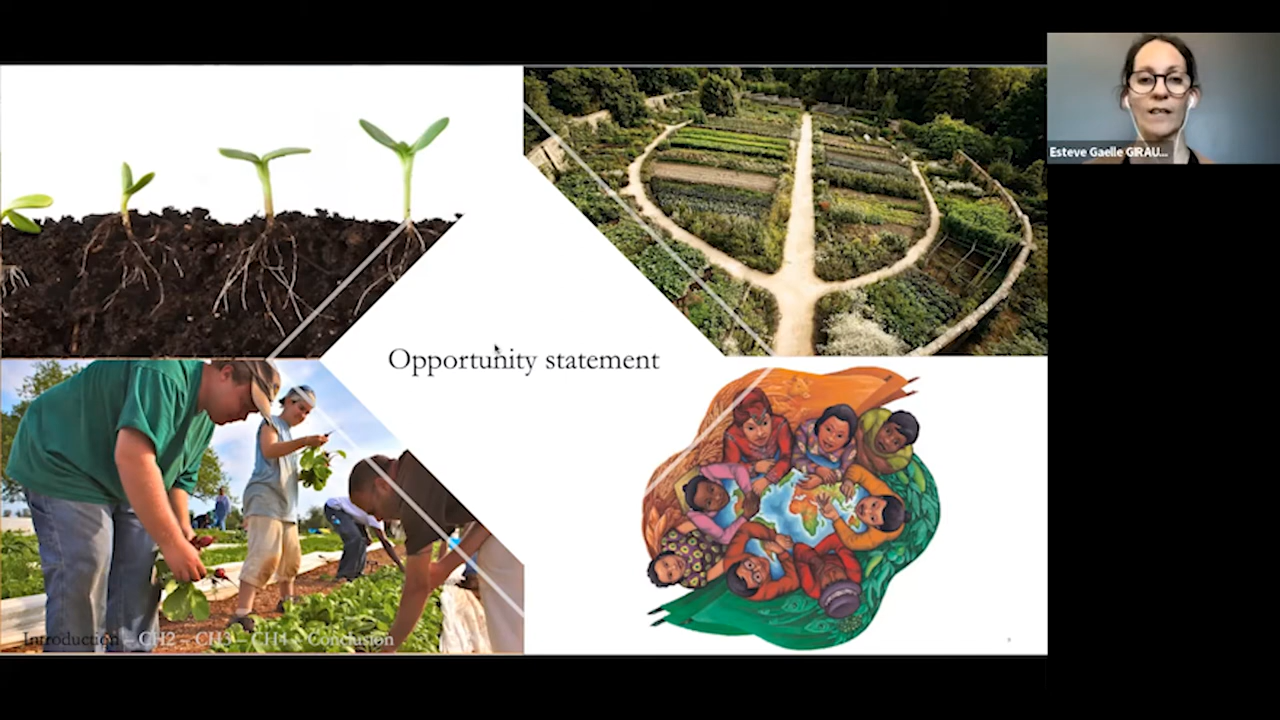 Esteve Gaelle GIRAU...
Opportunity statement
Introduction – CH2 – CH3 – CH4 – Conclusion